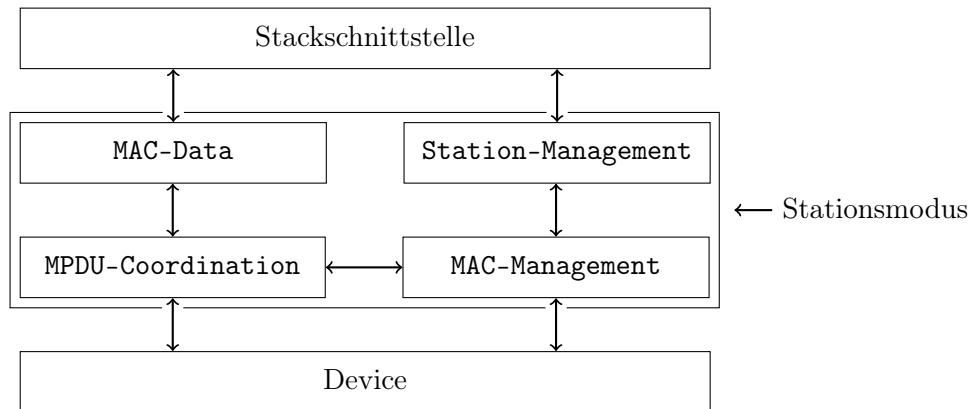 Stackschnittstelle
MAC-Data
Station-Management
Stationsmodus
MPDU-Coordination
MAC-Management
Device